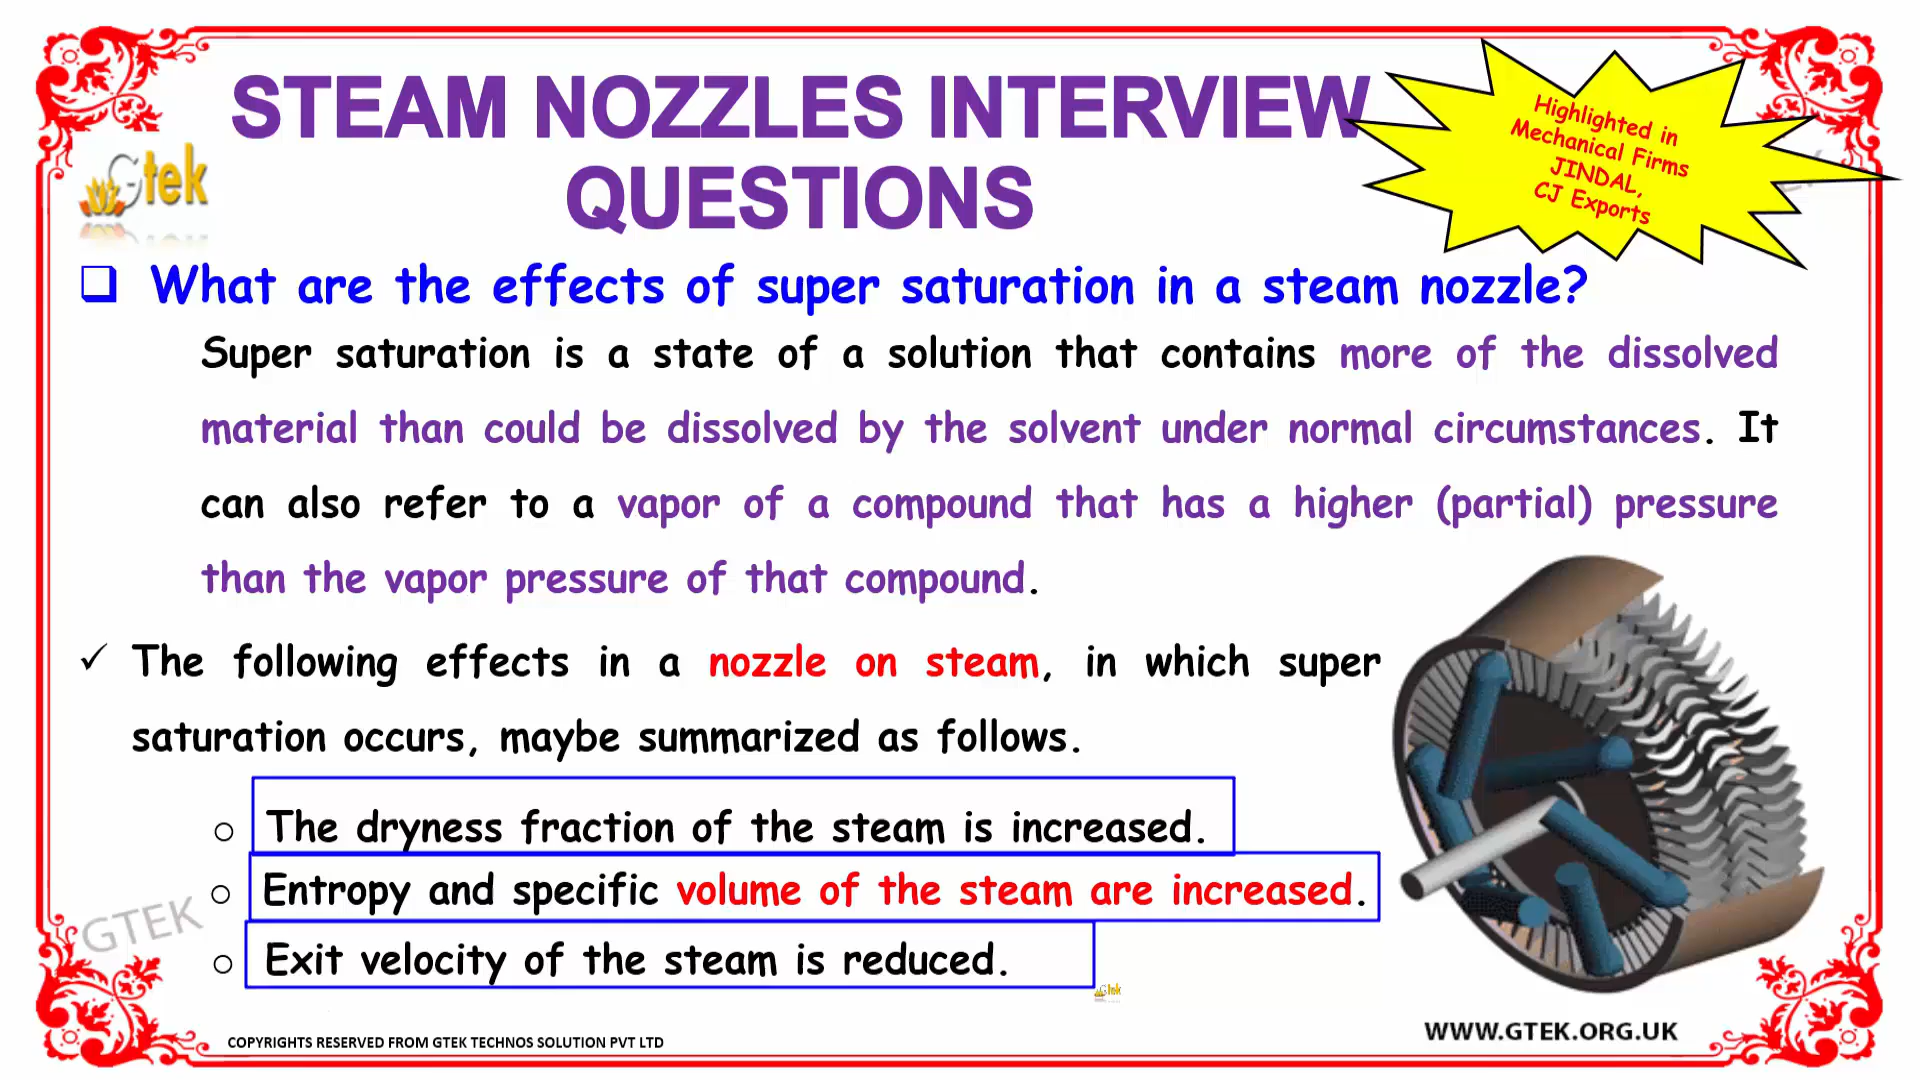 STEAM NOZZLES INTERVIEW
QUESTIONS
Highlighted in
Mechanical Firms
JINDAL,
CJ Exports
Gtek
What are the effects of super saturation in a steam nozzle?
Super saturation is a state of a solution that contains more of the dissolved
material than could be dissolved by the solvent under normal circumstances. It
can also refer to a vapor of a compound that has a higher (partial) pressure
than the vapor pressure of that compound.
The following effects in a nozzle on steam, in which super
saturation occurs, maybe summarized as follows.
The dryness fraction of the steam is increased.
Entropy and specific volume of the steam are increased.
Exit velocity of the steam is reduced.
GTEK
Gtek
COPYRIGHTS RESERVED FROM GTEK TECHNOS SOLUTION PVT LTD
WWW.GTEK.ORG.UK